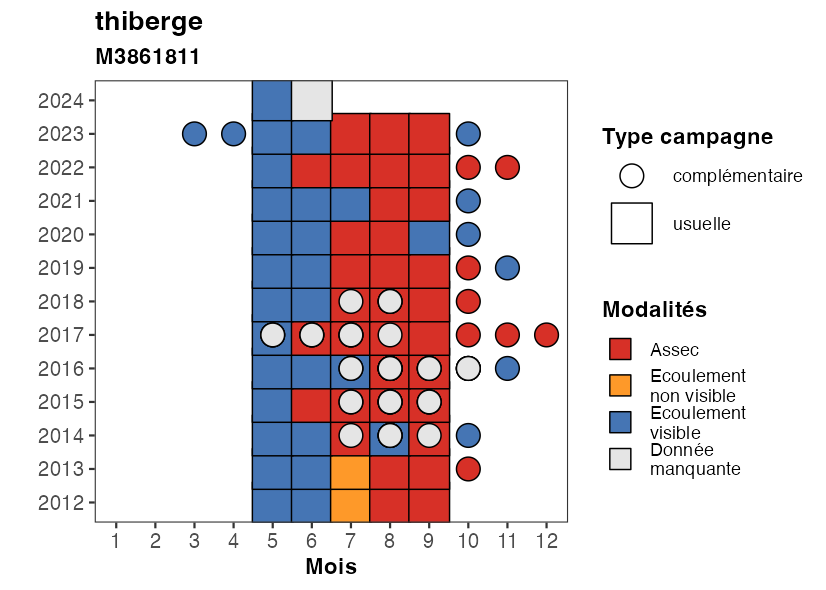 thiberge
M3861811
2024
2023
2022
2021
2020
2019
2018
2017
2016
2015
2014
2013
2012
1 2 3 4 5 6 7 8 9 10 11 12
Mois
Type campagne
complémentaire
usuelle
Modalités
Assec
Ecoulement
non visible
Ecoulement
visible
Donnée
manquante